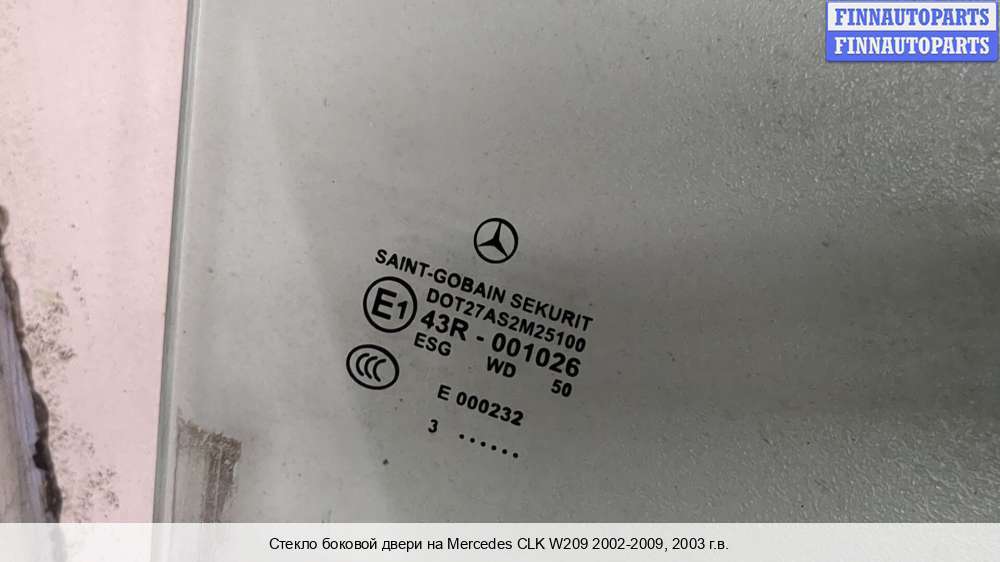 FINNAUTOPARTS
FINNAUTOPARTS
SAINT-GOBAIN SEKURIT
DOT27AS2M25100
E1
43R - 001026
ESG WD 50
CCC
E 000232
3 ......
Стекло боковой двери на Mercedes CLK W209 2002-2009, 2003 г.в.